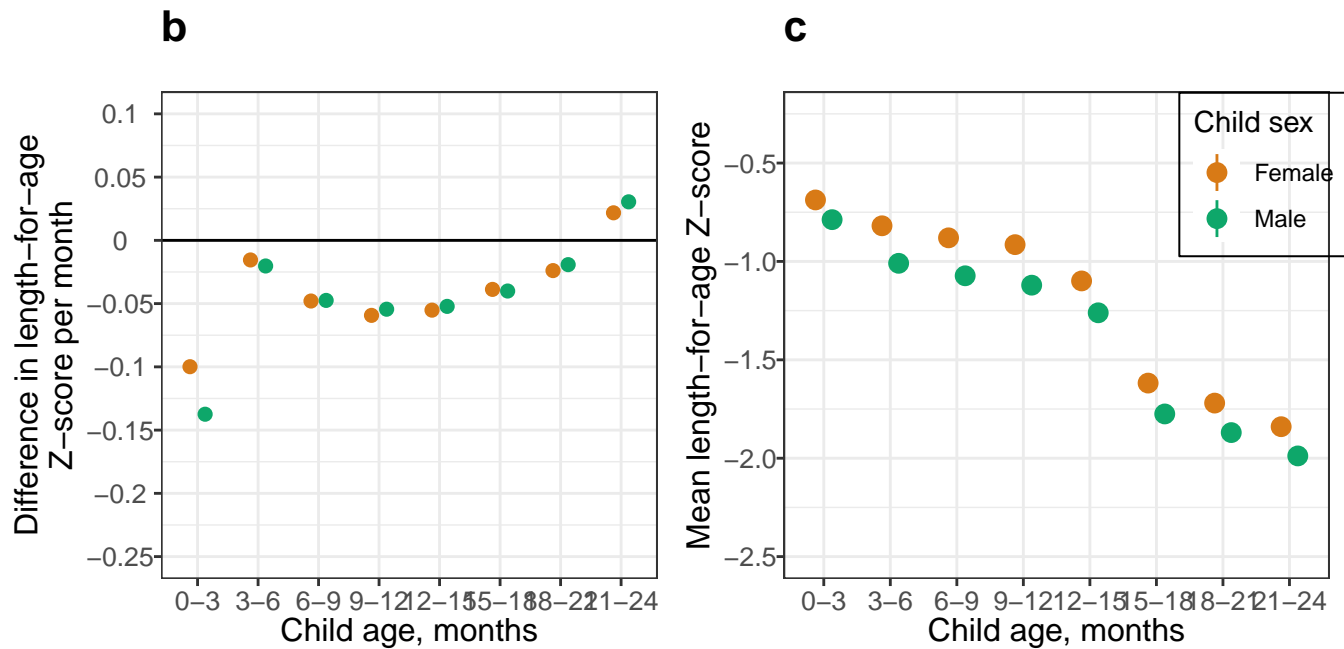 b
Difference in length−for−age
Z−score per month
0.1
0.05
0
−0.05
−0.1
−0.15
−0.2
−0.25
0−3 3−6 6−9 9−12 12−15 15−18 18−21 21−24
Child age, months
c
Mean length−for−age Z−score
−0.5
−1.0
−1.5
−2.0
−2.5
0−3 3−6 6−9 9−12 12−15 15−18 18−21 21−24
Child age, months
Child sex
Female
Male